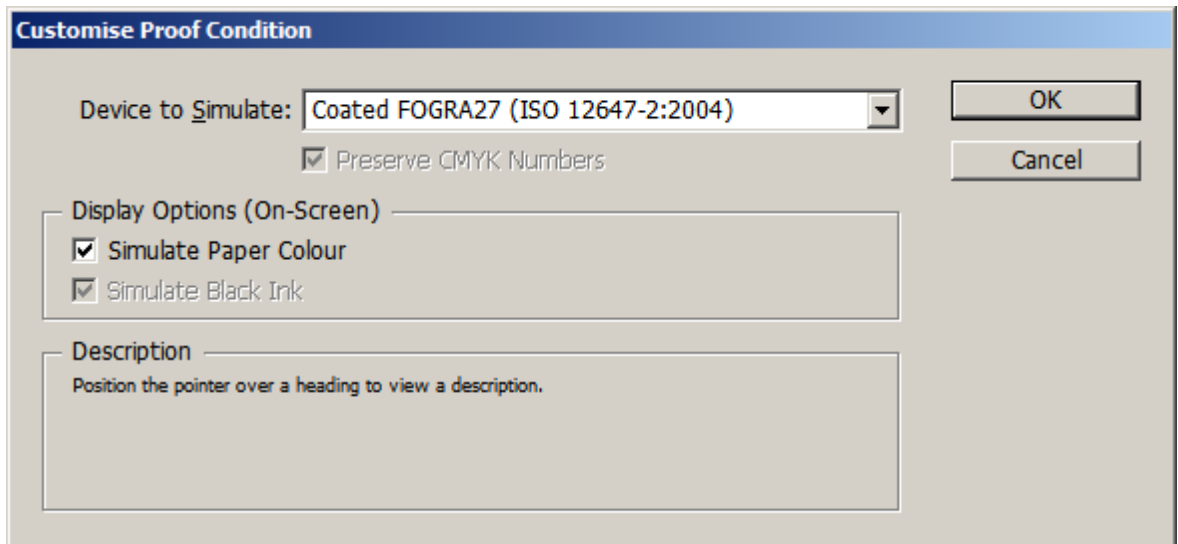 Customise Proof Condition
Device to Simulate: Coated FOGRA27 (ISO 12647-2:2004)
OK
Preserve CMYK Numbers
Cancel
Display Options (On-Screen)
Simulate Paper Colour
Simulate Black Ink
Description
Position the pointer over a heading to view a description.